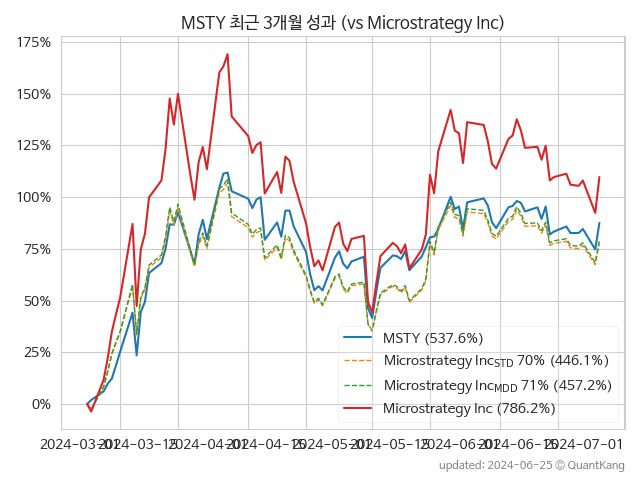 MSTY 최근 3개월 성과 (vs Microstrategy Inc)
175%
150%
125%
100%
75%
50%
25%
0%
MSTY (537.6%)
Microstrategy IncSTD 70% (446.1%)
Microstrategy IncMDD 71% (457.2%)
Microstrategy Inc (786.2%)
2024-03-01 2024-03-15 2024-04-01 2024-04-15 2024-05-01 2024-05-15 2024-06-01 2024-06-15 2024-07-01
updated: 2024-06-25 ⓒ QuantKang